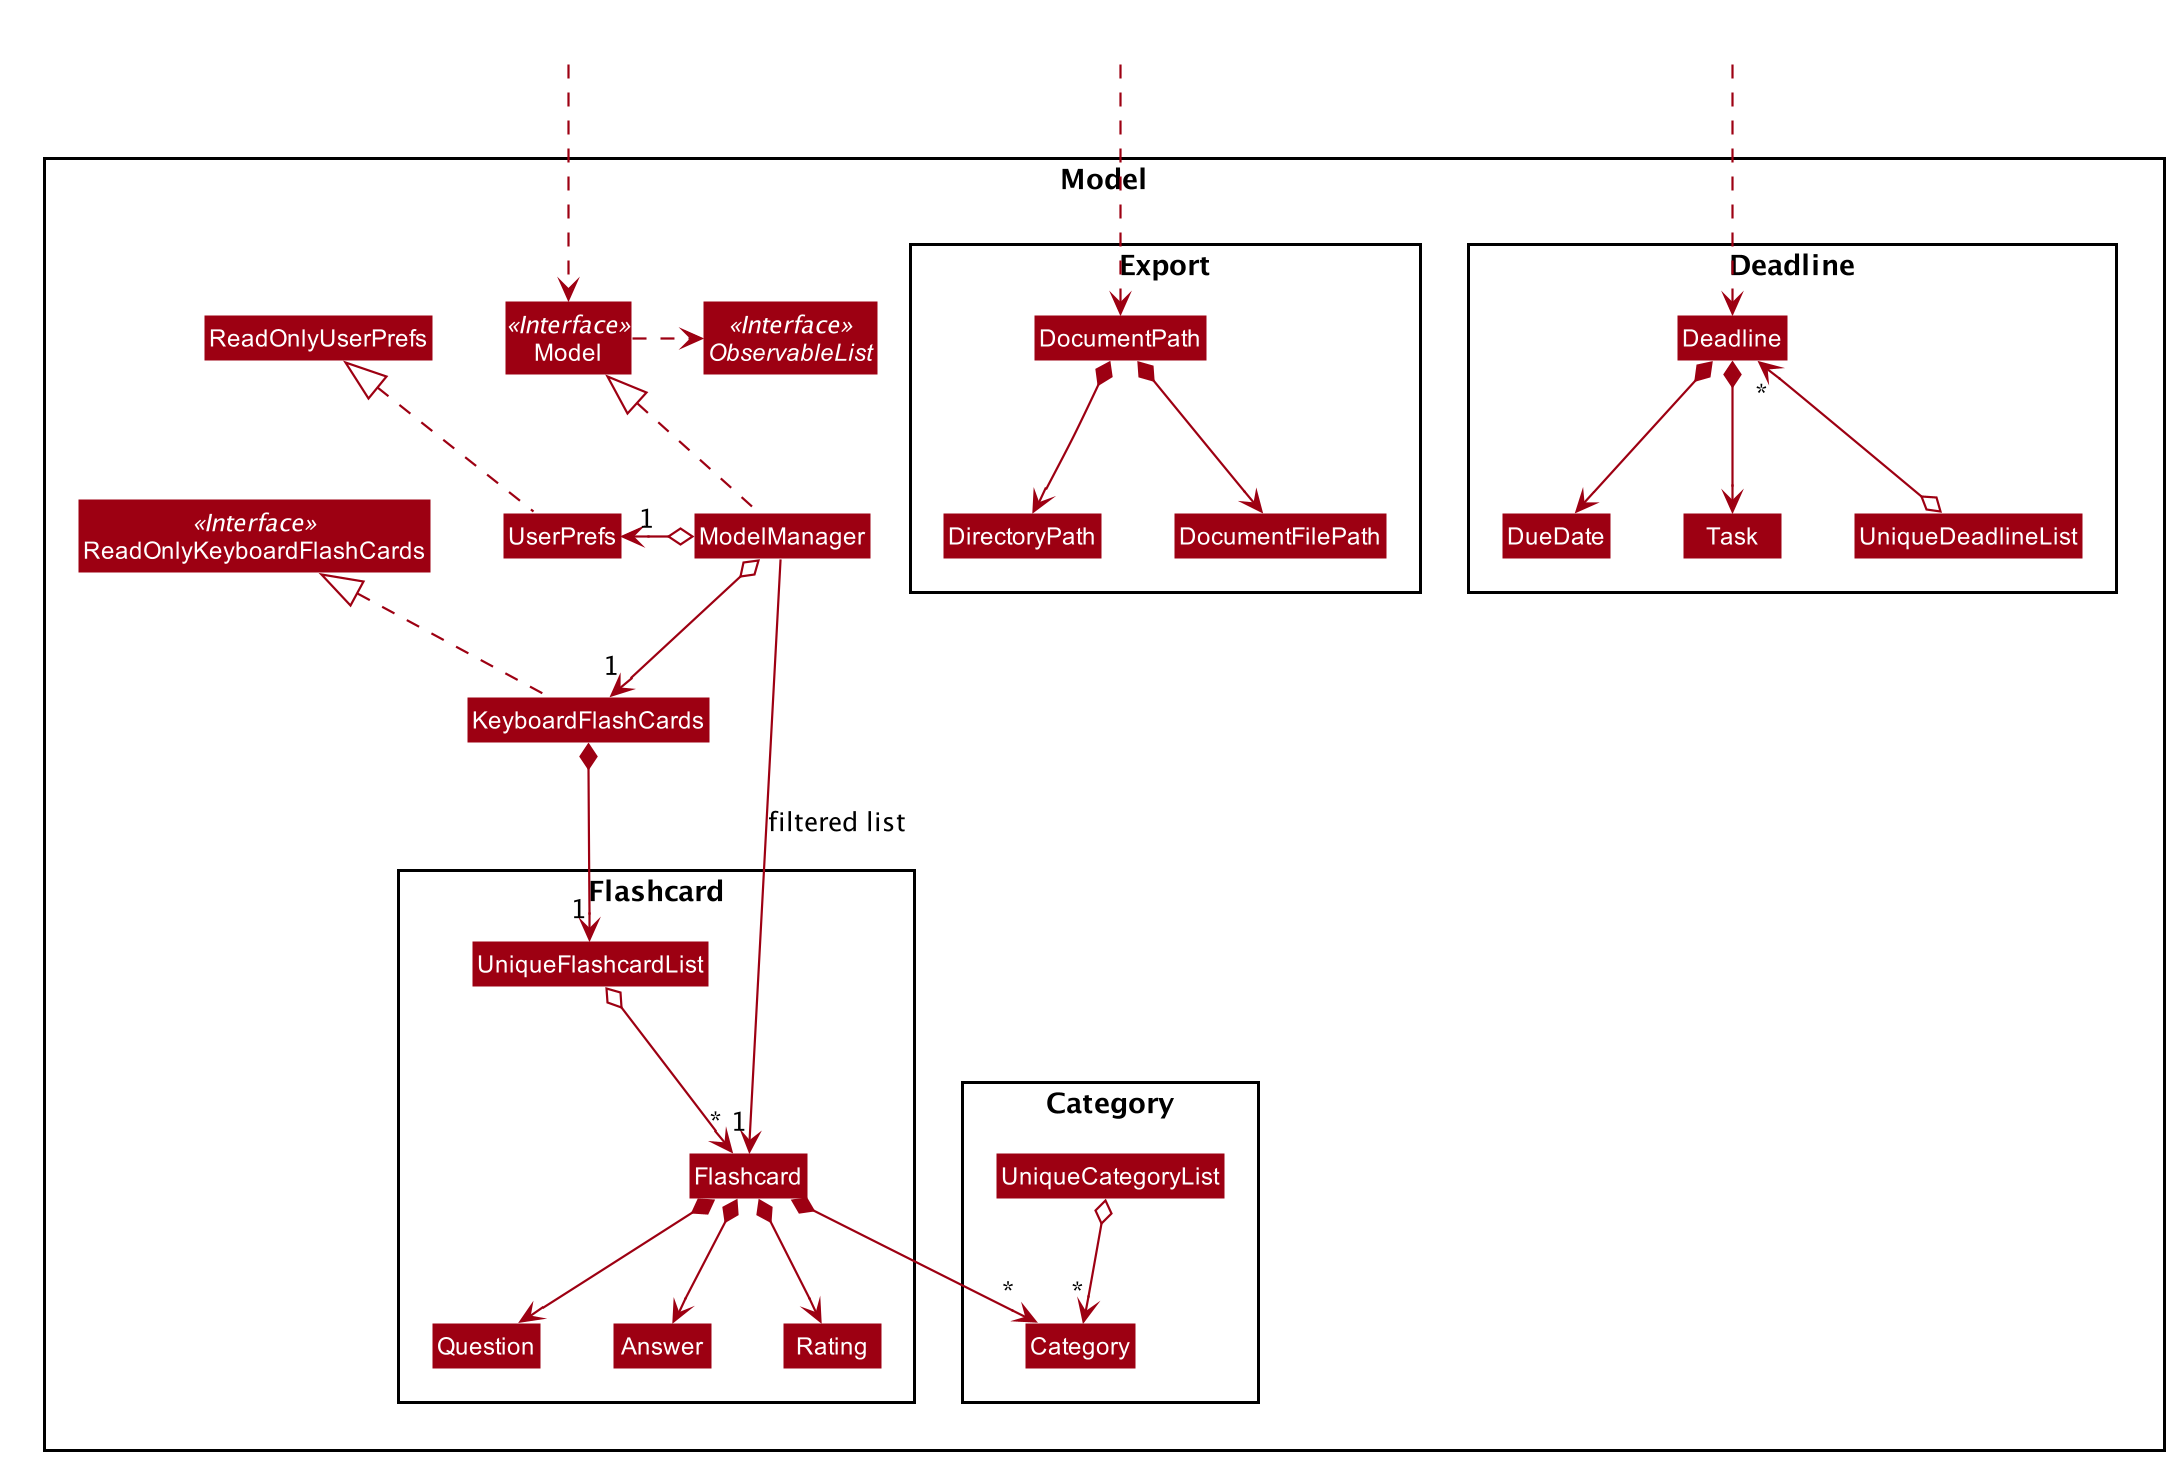 Model
Export
Deadline
ReadOnlyUserPrefs
«Interface»
Model
«Interface»
ObservableList
DocumentPath
Deadline
*
«Interface»
ReadOnlyKeyboardFlashCards
UserPrefs
1
ModelManager
DirectoryPath
DocumentFilePath
DueDate
Task
UniqueDeadlineList
1
KeyboardFlashCards
filtered list
Flashcard
1
UniqueFlashcardList
* 1
Category
Flashcard
UniqueCategoryList
*
*
Question
Answer
Rating
Category